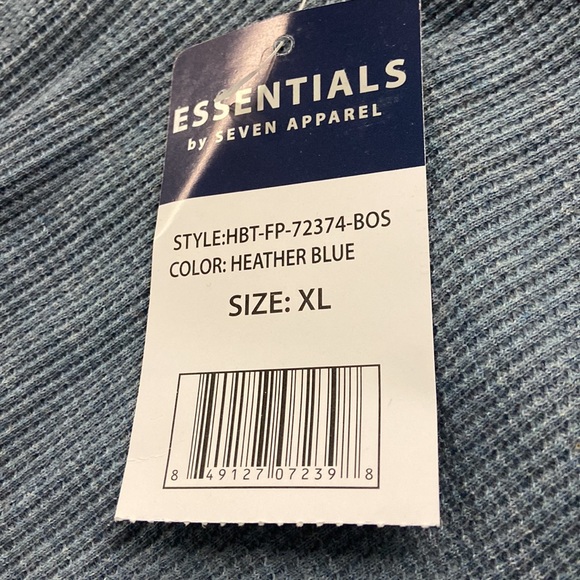 ESSENTIALS
by SEVEN APPAREL
STYLE:HBT-FP-72374-BOS
COLOR: HEATHER BLUE
SIZE: XL
8 49127 07239 8